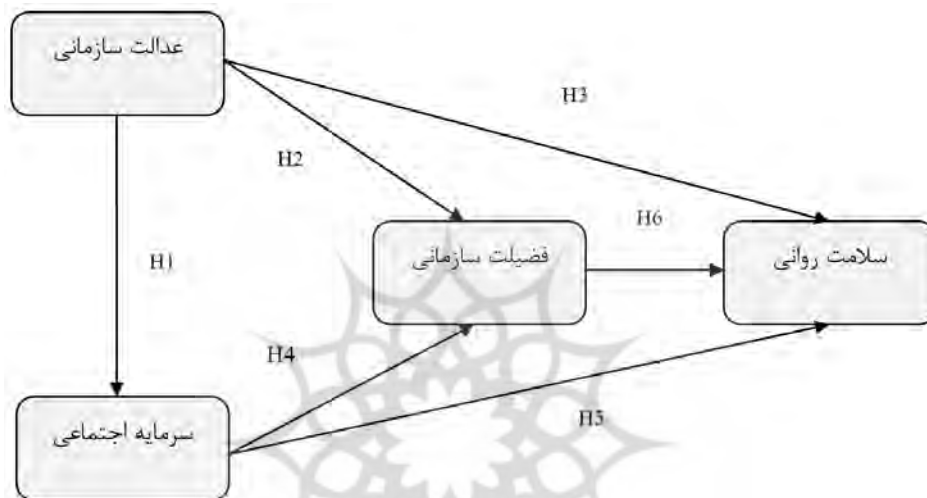 عدالت سازمانی
H3
H2
H6
فضیلت سازمانی
سلامت روانی
H1
H4
H5
سرمایه اجتماعی